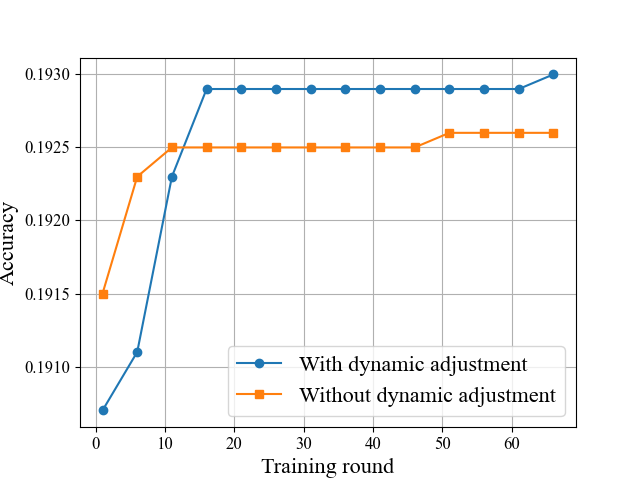 0.1930
0.1925
0.1920
0.1915
0.1910
Accuracy
0 10 20 30 40 50 60
Training round
With dynamic adjustment
Without dynamic adjustment